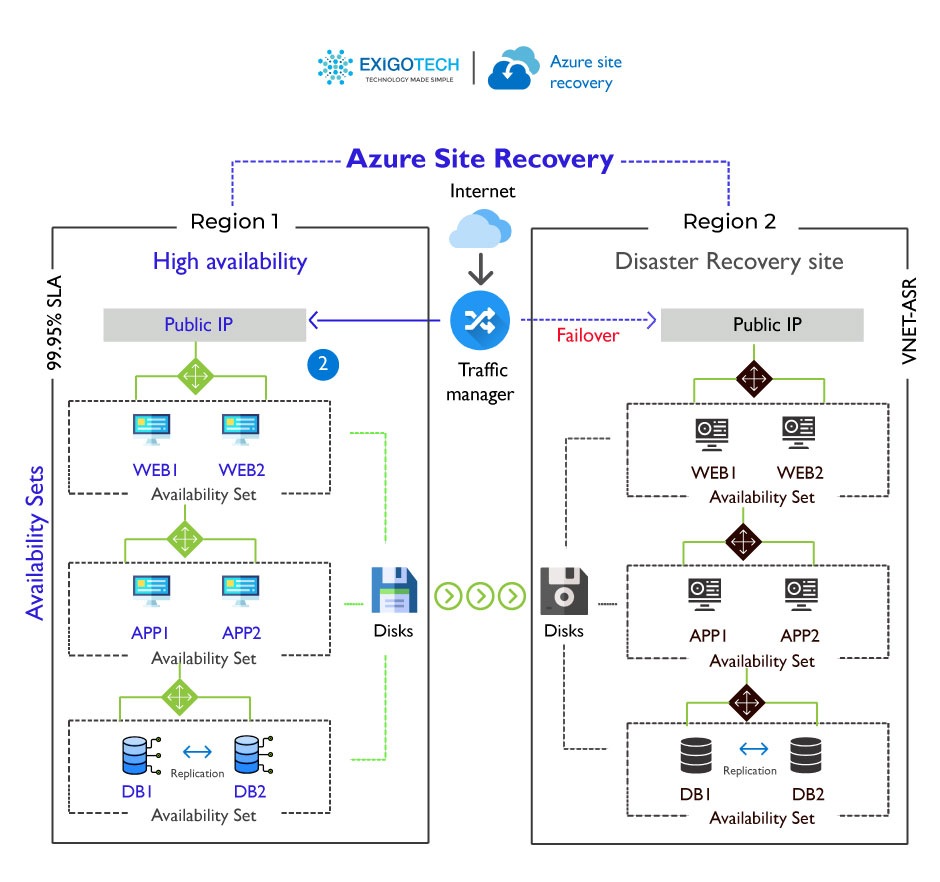 EXIGOTECH
TECHNOLOGY MADE SIMPLE
Azure site
recovery
Azure Site Recovery
Internet
Region 1
Region 2
High availability
Disaster Recovery site
99.95% SLA
VNET-ASR
Public IP
Public IP
Failover
2
Traffic
manager
WEB1
WEB2
Availability Set
WEB1
WEB2
Availability Set
Availability Sets
APP1
APP2
Availability Set
Disks
Disks
APP1
APP2
Availability Set
Replication
DB1
DB2
Availability Set
Replication
DB1
DB2
Availability Set